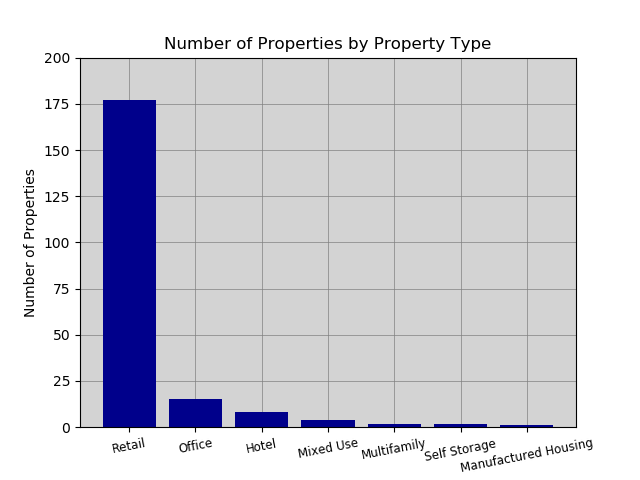 Number of Properties by Property Type
Number of Properties
200
175
150
125
100
75
50
25
0
Retail
Office
Hotel
Mixed Use
Multifamily
Self Storage
Manufactured Housing